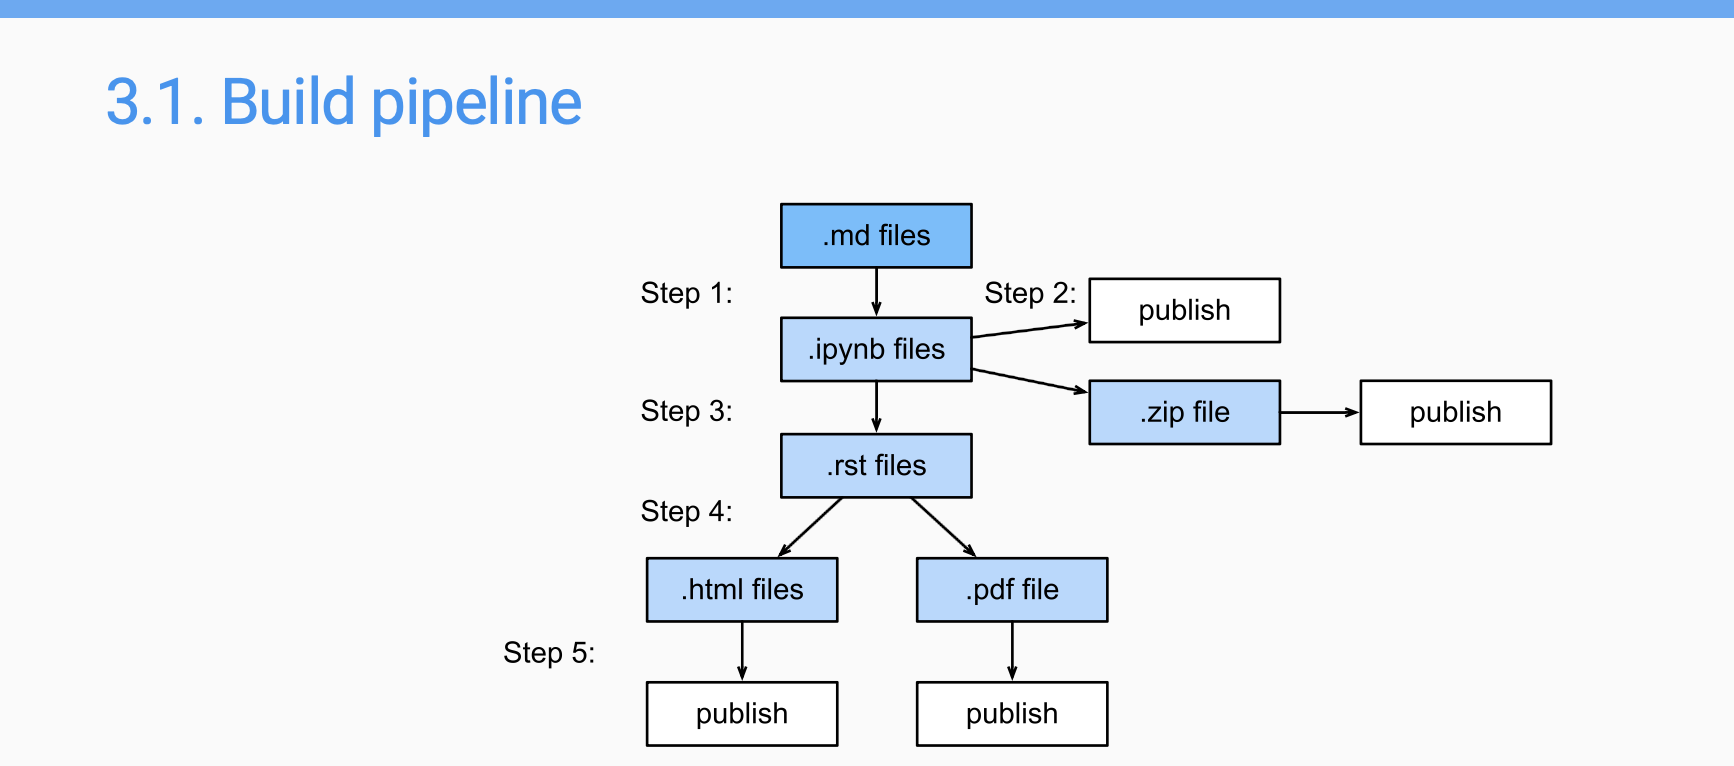 3.1. Build pipeline
.md files
Step 1:
Step 2:
publish
.ipynb files
Step 3:
.zip file
publish
.rst files
Step 4:
.html files
.pdf file
Step 5:
publish
publish